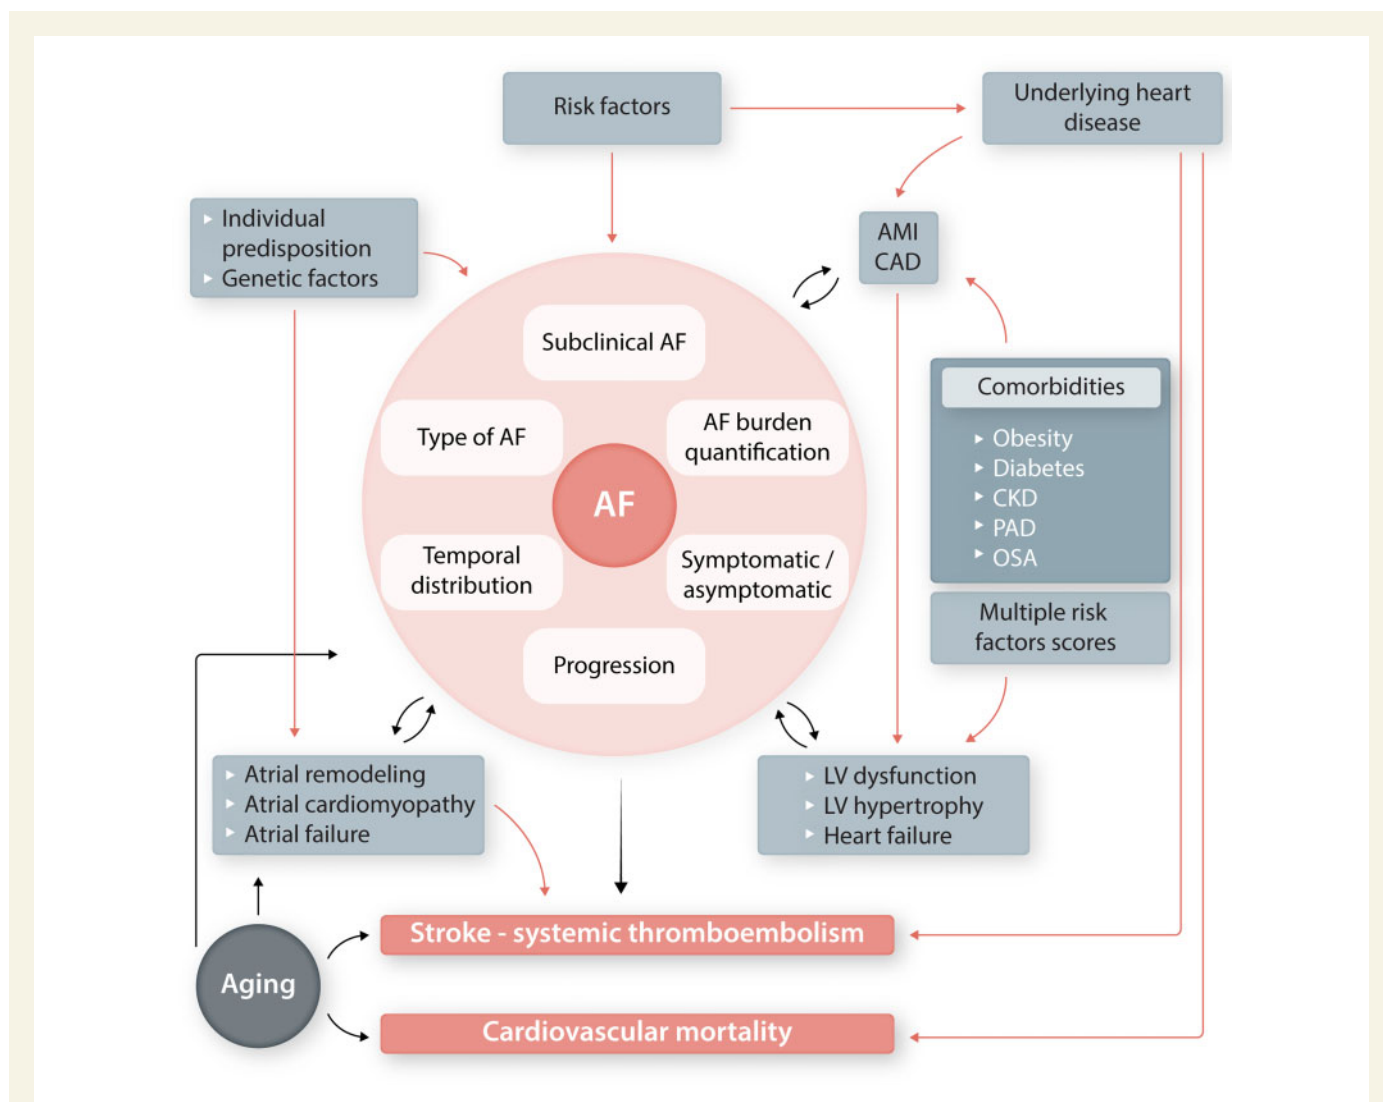 Risk factors
Underlying heart
disease
Individual
predisposition
Genetic factors
AMI
CAD
Subclinical AF
Type of AF
AF burden
quantification
AF
Temporal
distribution
Symptomatic /
asymptomatic
Progression
Comorbidities
Obesity
Diabetes
CKD
PAD
OSA
Multiple risk
factors scores
Atrial remodeling
Atrial cardiomyopathy
Atrial failure
LV dysfunction
LV hypertrophy
Heart failure
Aging
Stroke - systemic thromboembolism
Cardiovascular mortality